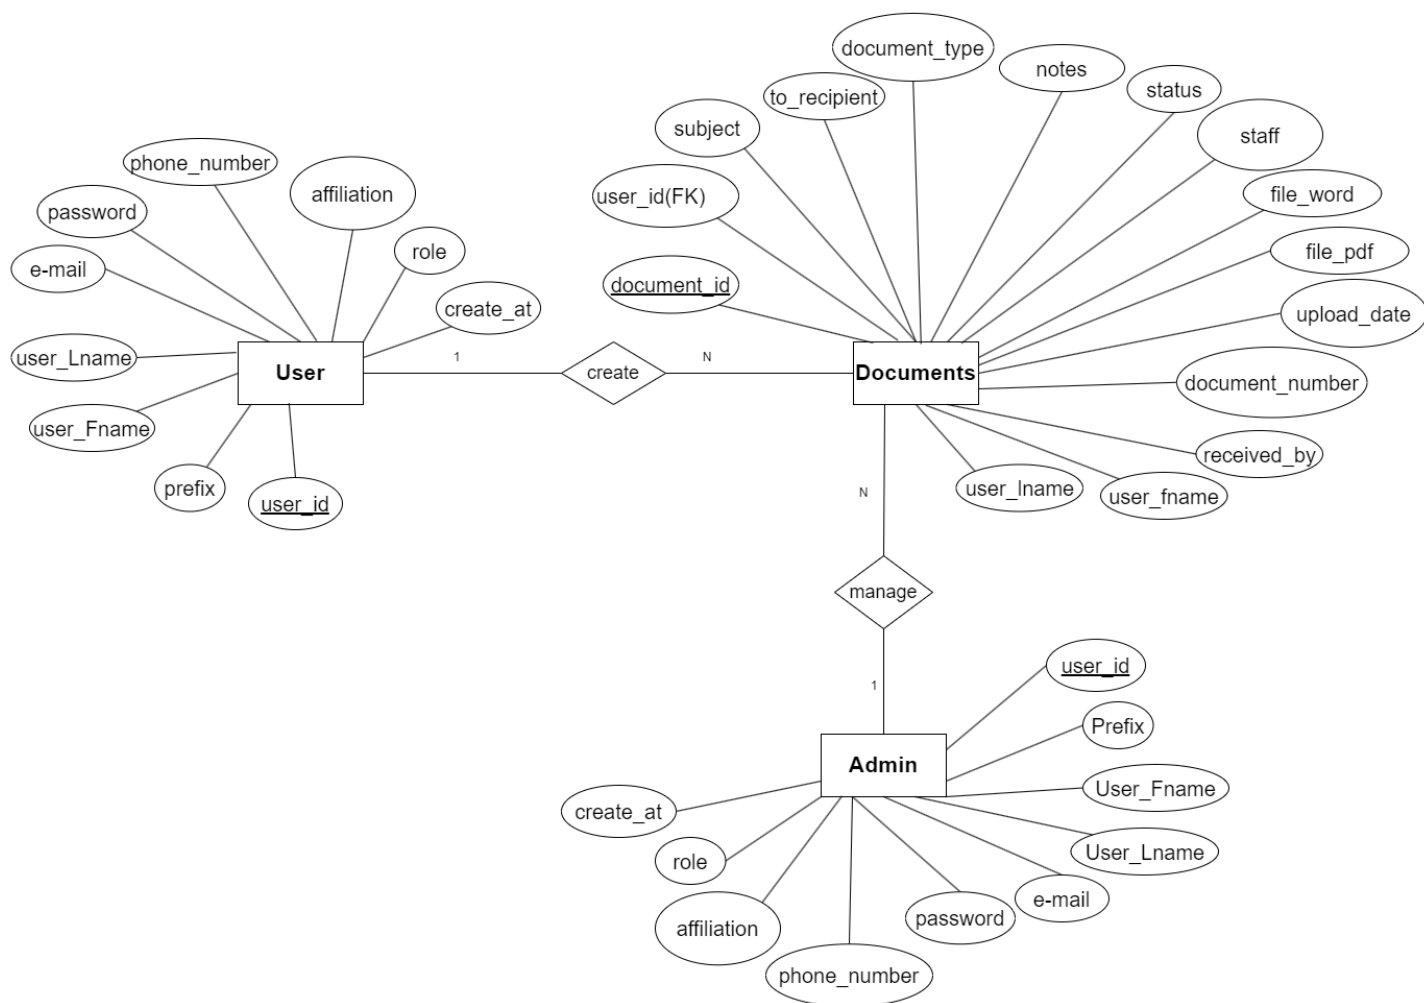 document_type
notes
status
to_recipient
subject
staff
phone_number
affiliation
user_id(FK)
file_word
password
role
file_pdf
e-mail
document_id
create_at
upload_date
user_Lname
User
1
create
N
Documents
document_number
user_Fname
received_by
prefix
user_id
user_lname
user_fname
N
manage
1
user_id
Prefix
Admin
User_Fname
create_at
User_Lname
role
e-mail
affiliation
password
phone_number